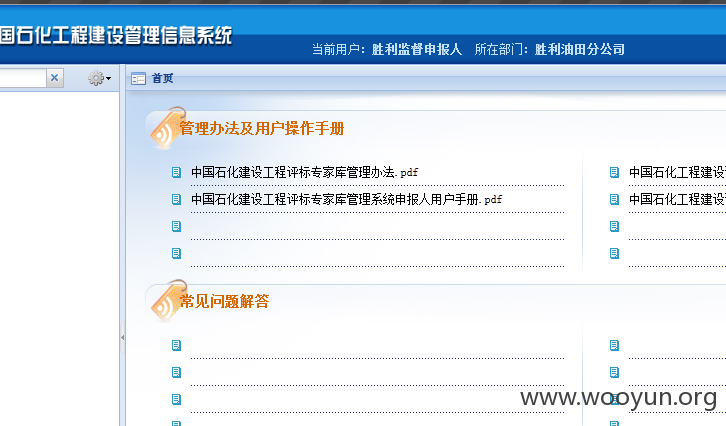 国石化工程建设管理信息系统
当前用户：胜利监督申报人 所在部门：胜利油田分公司
首页
管理办法及用户操作手册
中国石化建设工程评标专家库管理办法.pdf
中国石化工程建设
中国石化建设工程评标专家库管理系统申报人用户手册.pdf
中国石化工程建设
常见问题解答
www.wooyun.org